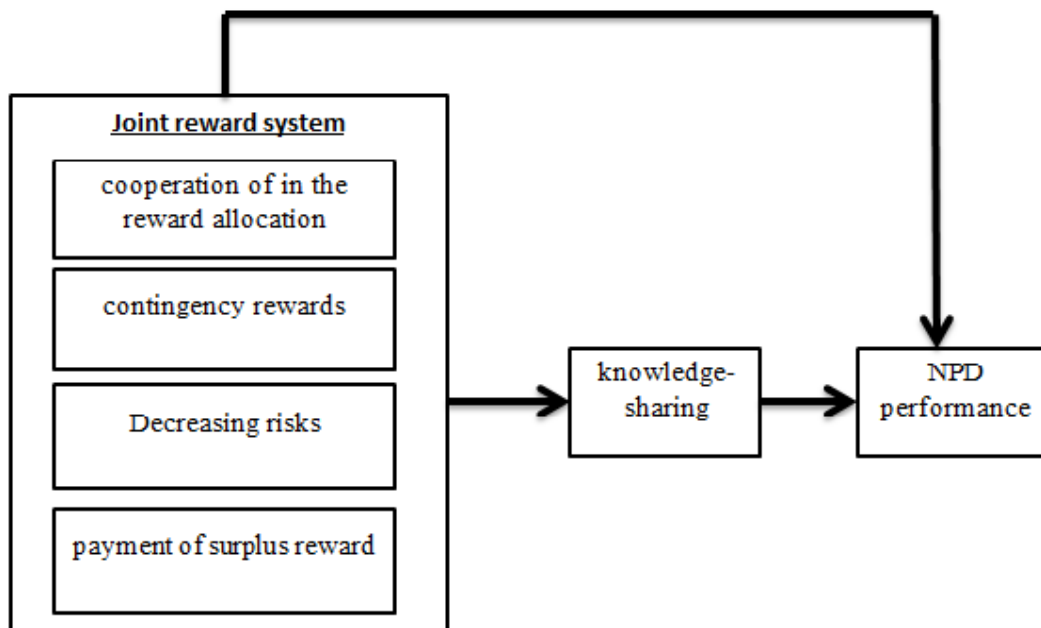 Joint reward system
cooperation of in the
reward allocation
contingency rewards
Decreasing risks
payment of surplus reward
knowledge-
sharing
NPD
performance